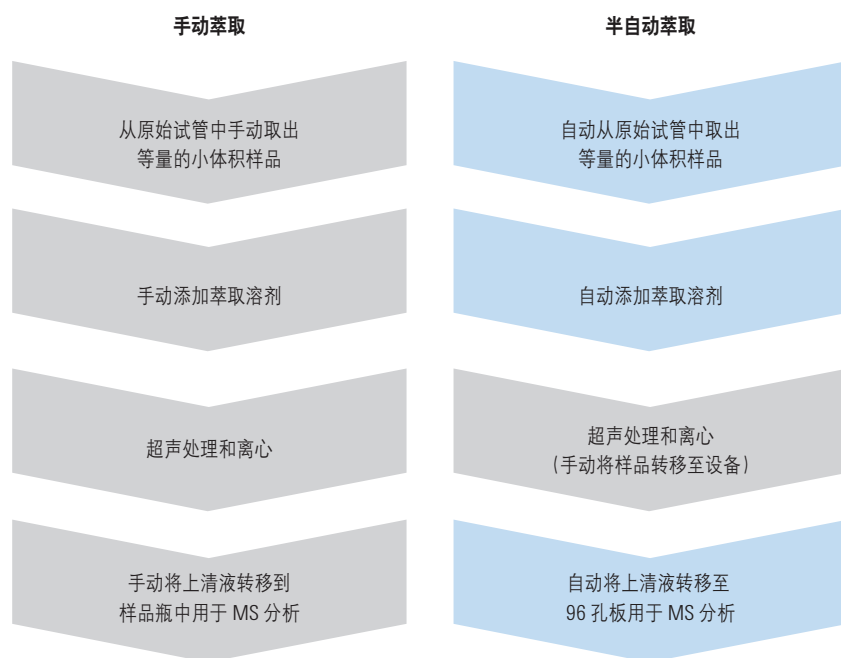 手动萃取
从原始试管中手动取出
等量的小体积样品
手动添加萃取溶剂
超声处理和离心
手动将上清液转移到
样品瓶中用于 MS 分析
半自动萃取
自动从原始试管中取出
等量的小体积样品
自动添加萃取溶剂
超声处理和离心
(手动将样品转移至设备)
自动将上清液转移至
96 孔板用于 MS 分析